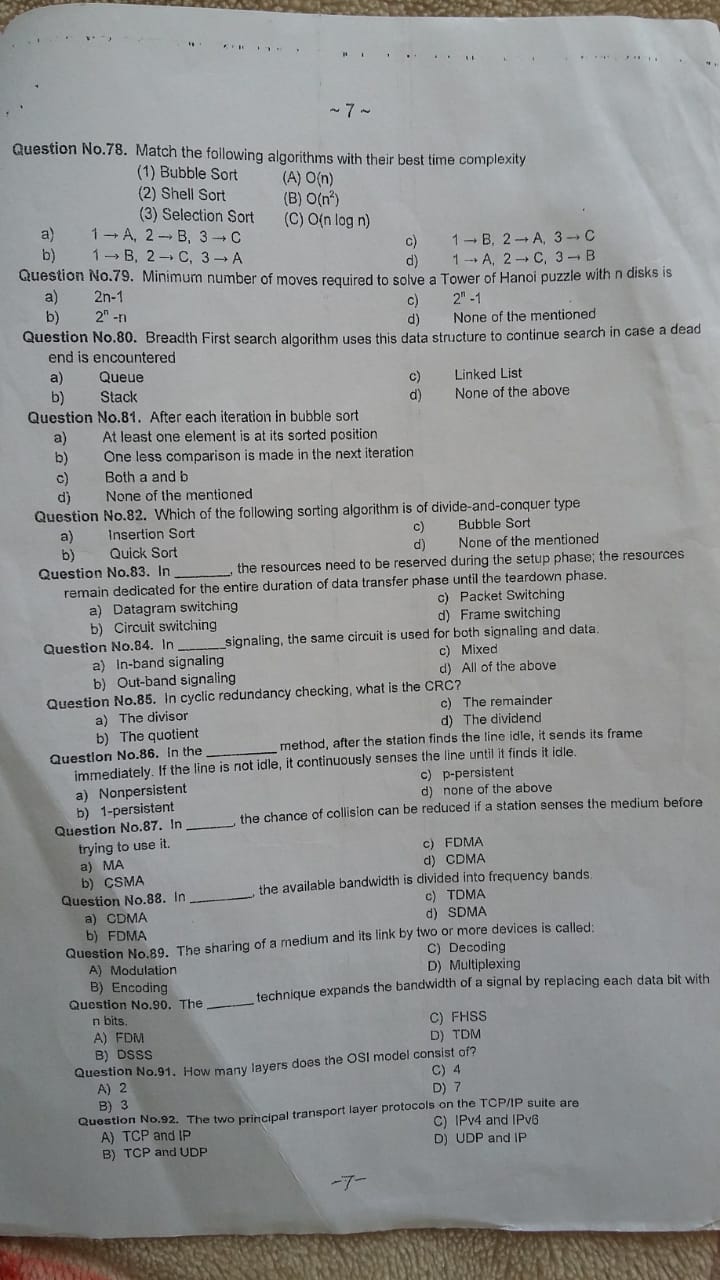 ~ 7 ~
Question No.78. Match the following algorithms with their best time complexity
(1) Bubble Sort (A) O(n)
(2) Shell Sort (B) O(n²)
(3) Selection Sort (C) O(n log n)
a) 1 → A, 2 → B, 3 → C c) 1 → B, 2 → A, 3 → C
b) 1 → B, 2 → C, 3 → A d) 1 → A, 2 → C, 3 → B
Question No.79. Minimum number of moves required to solve a Tower of Hanoi puzzle with n disks is
a) 2n-1 c) 2ⁿ -1
b) 2ⁿ -n d) None of the mentioned
Question No.80. Breadth First search algorithm uses this data structure to continue search in case a dead
end is encountered
a) Queue c) Linked List
b) Stack d) None of the above
Question No.81. After each iteration in bubble sort
a) At least one element is at its sorted position
b) One less comparison is made in the next iteration
c) Both a and b
d) None of the mentioned
Question No.82. Which of the following sorting algorithm is of divide-and-conquer type
a) Insertion Sort c) Bubble Sort
b) Quick Sort d) None of the mentioned
Question No.83. In _______, the resources need to be reserved during the setup phase; the resources
remain dedicated for the entire duration of data transfer phase until the teardown phase.
a) Datagram switching c) Packet Switching
b) Circuit switching d) Frame switching
Question No.84. In ______signaling, the same circuit is used for both signaling and data.
a) In-band signaling c) Mixed
b) Out-band signaling d) All of the above
Question No.85. In cyclic redundancy checking, what is the CRC?
a) The divisor c) The remainder
b) The quotient d) The dividend
Question No.86. In the _________ method, after the station finds the line idle, it sends its frame
immediately. If the line is not idle, it continuously senses the line until it finds it idle.
a) Nonpersistent c) p-persistent
b) 1-persistent d) none of the above
Question No.87. In ______, the chance of collision can be reduced if a station senses the medium before
trying to use it.
a) MA c) FDMA
b) CSMA d) CDMA
Question No.88. In ________, the available bandwidth is divided into frequency bands.
a) CDMA c) TDMA
b) FDMA d) SDMA
Question No.89. The sharing of a medium and its link by two or more devices is called:
A) Modulation C) Decoding
B) Encoding D) Multiplexing
Question No.90. The ______ technique expands the bandwidth of a signal by replacing each data bit with
n bits.
A) FDM C) FHSS
B) DSSS D) TDM
Question No.91. How many layers does the OSI model consist of?
A) 2 C) 4
B) 3 D) 7
Question No.92. The two principal transport layer protocols on the TCP/IP suite are
A) TCP and IP C) IPv4 and IPv6
B) TCP and UDP D) UDP and IP
-7-